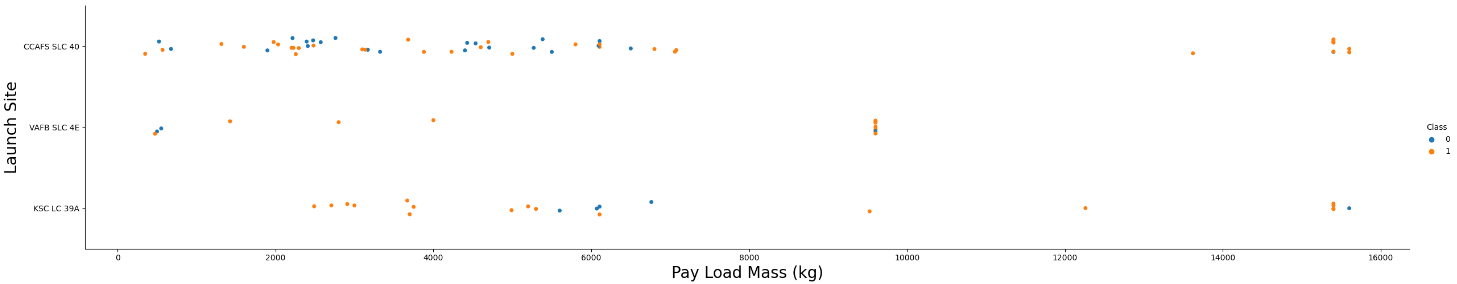 Launch Site
CCAFS SLC 40
VAFB SLC 4E
KSC LC 39A
0 2000 4000 6000 8000 10000 12000 14000 16000
Pay Load Mass (kg)
Class
0
1